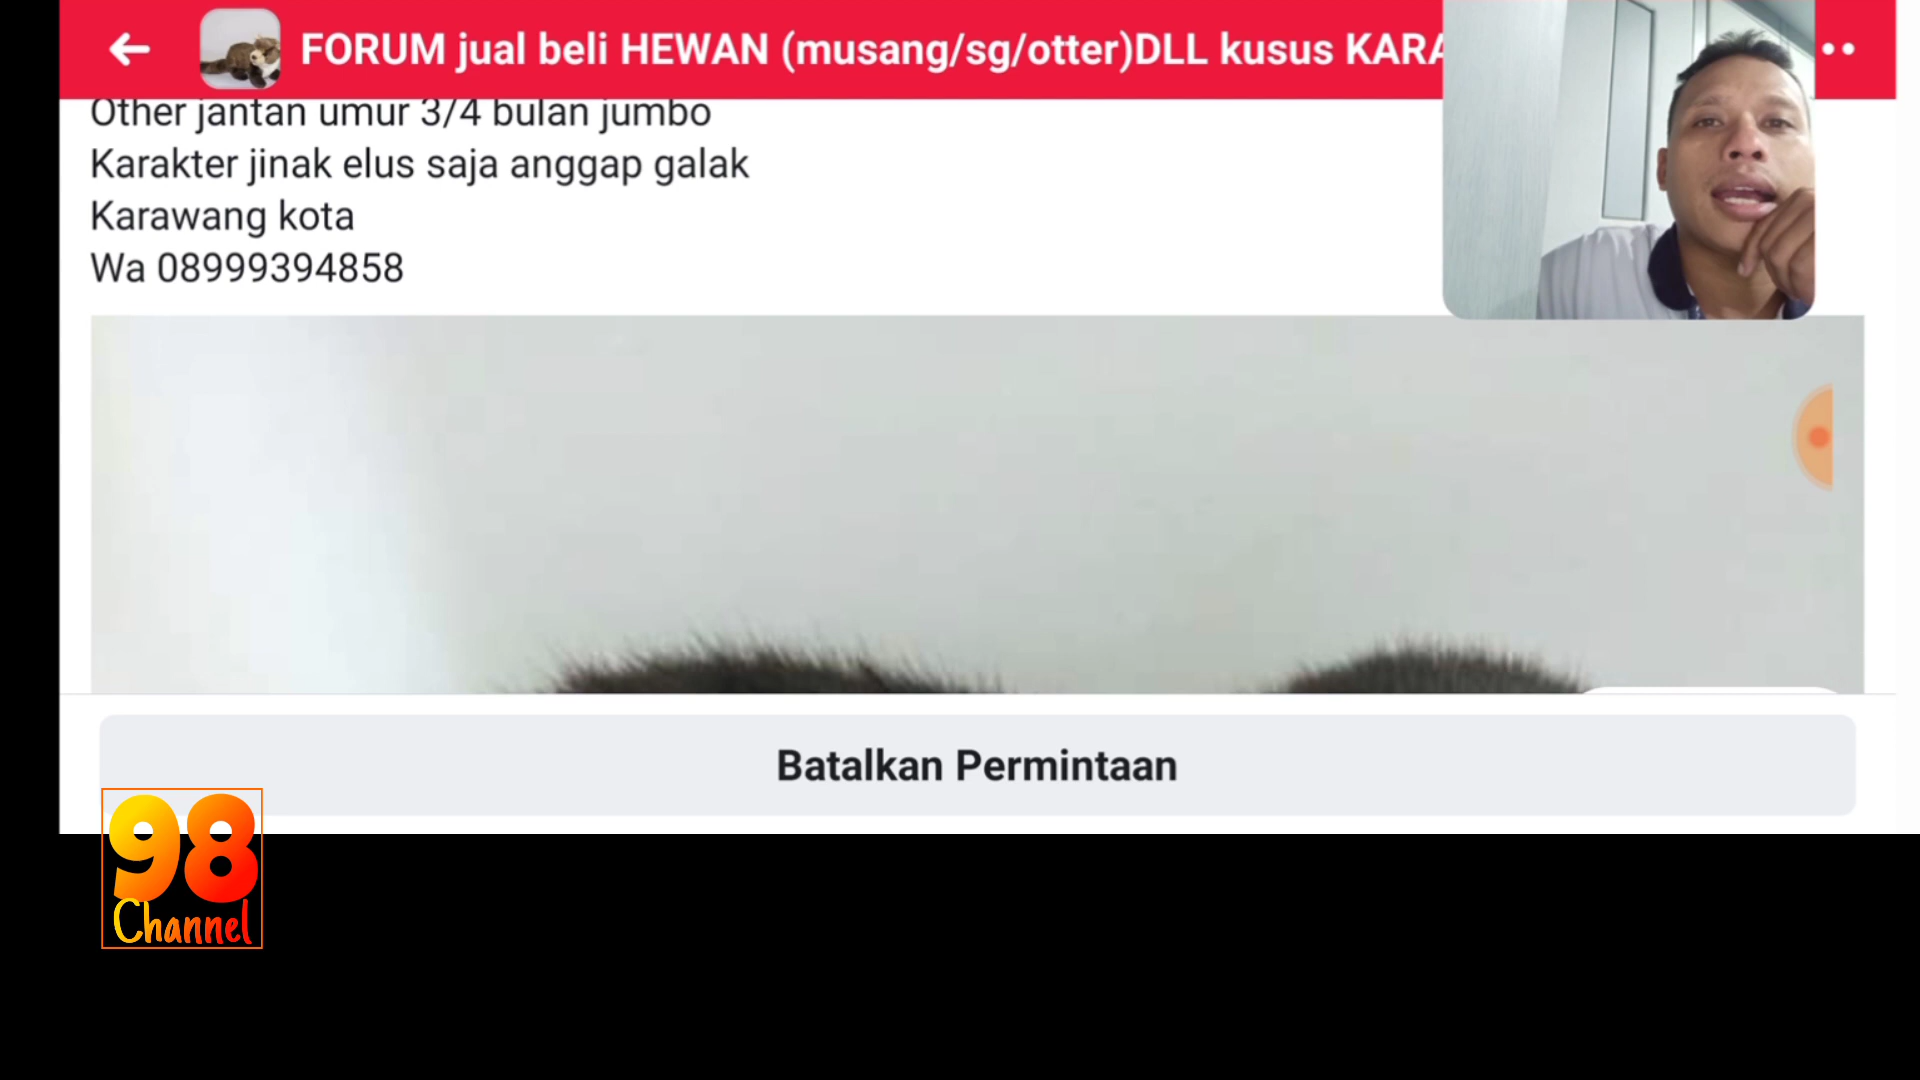 FORUM jual beli HEWAN (musang/sg/otter)DLL kusus KARA
Other jantan umur 3/4 bulan jumbo
Karakter jinak elus saja anggap galak
Karawang kota
Wa 08999394858
Batalkan Permintaan
98
Channel